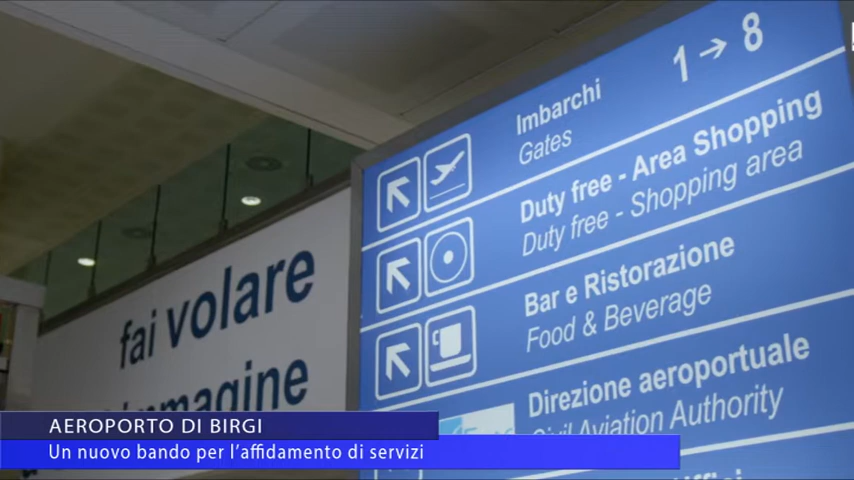 Imbarchi 1 → 8
Gates
Duty free - Area Shopping
Duty free - Shopping area
Bar e Ristorazione
Food & Beverage
Direzione aeroportuale
Civil Aviation Authority
fai volare
immagine
AEROPORTO DI BIRGI
Un nuovo bando per l'affidamento di servizi